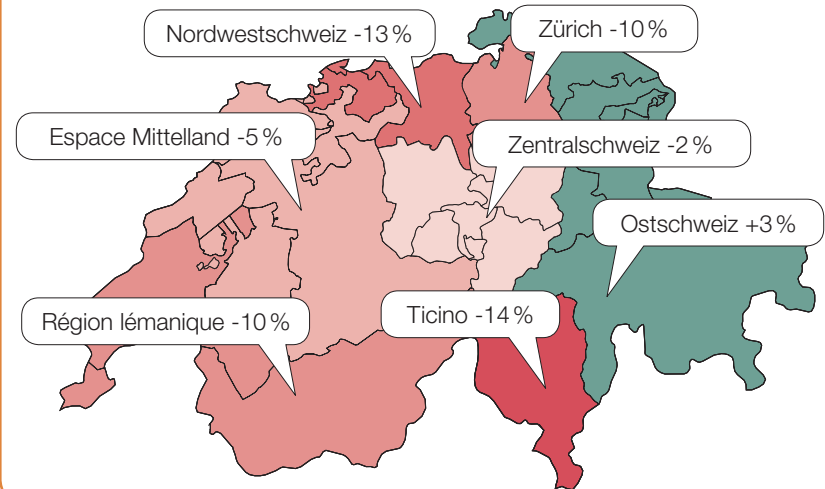 Nordwestschweiz -13 %
Zürich -10 %
Espace Mittelland -5 %
Zentralschweiz -2 %
Ostschweiz +3 %
Région lémanique -10 %
Ticino -14 %